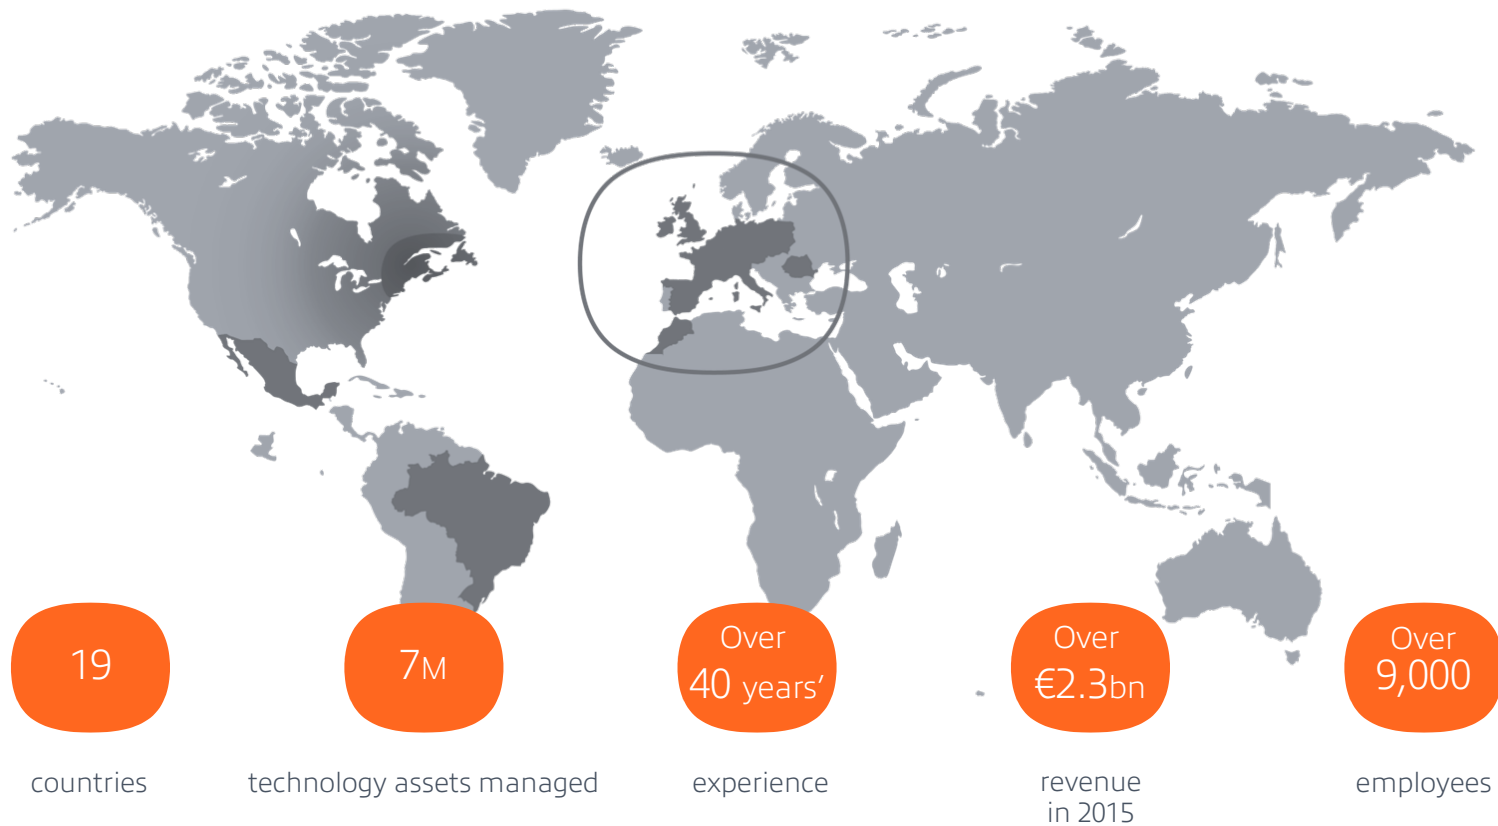 19
7M
Over
40 years’
Over
€2.3bn
Over
9,000
countries
technology assets managed
experience
revenue
in 2015
employees